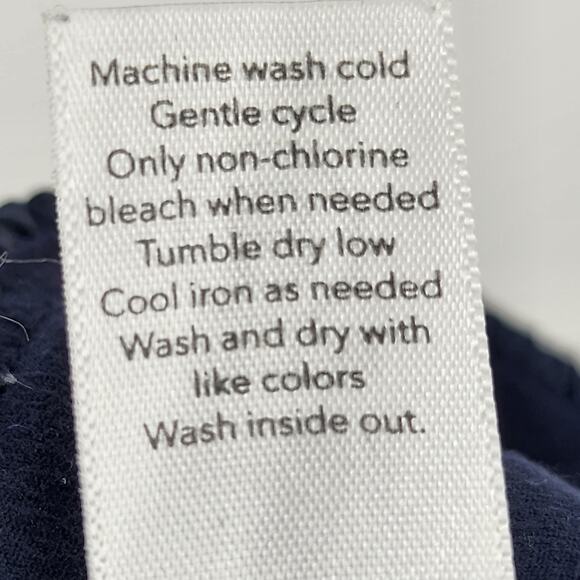 Machine wash cold
Gentle cycle
Only non-chlorine
bleach when needed
Tumble dry low
Cool iron as needed
Wash and dry with
like colors
Wash inside out.